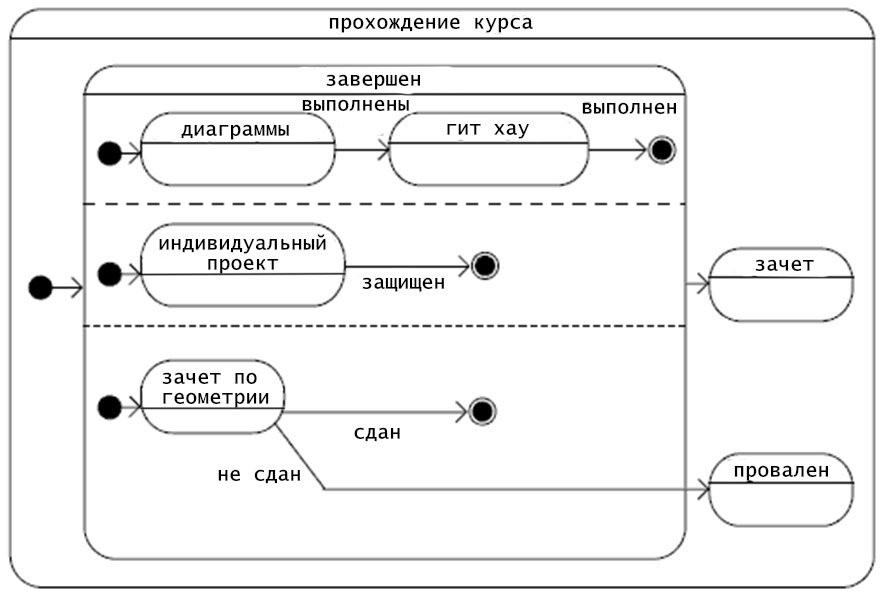 прохождение курса
завершен
выполнены
выполнен
диаграммы
гит хау
индивидуальный
проект
защищен
зачет
зачет по
геометрии
сдан
не сдан
провален